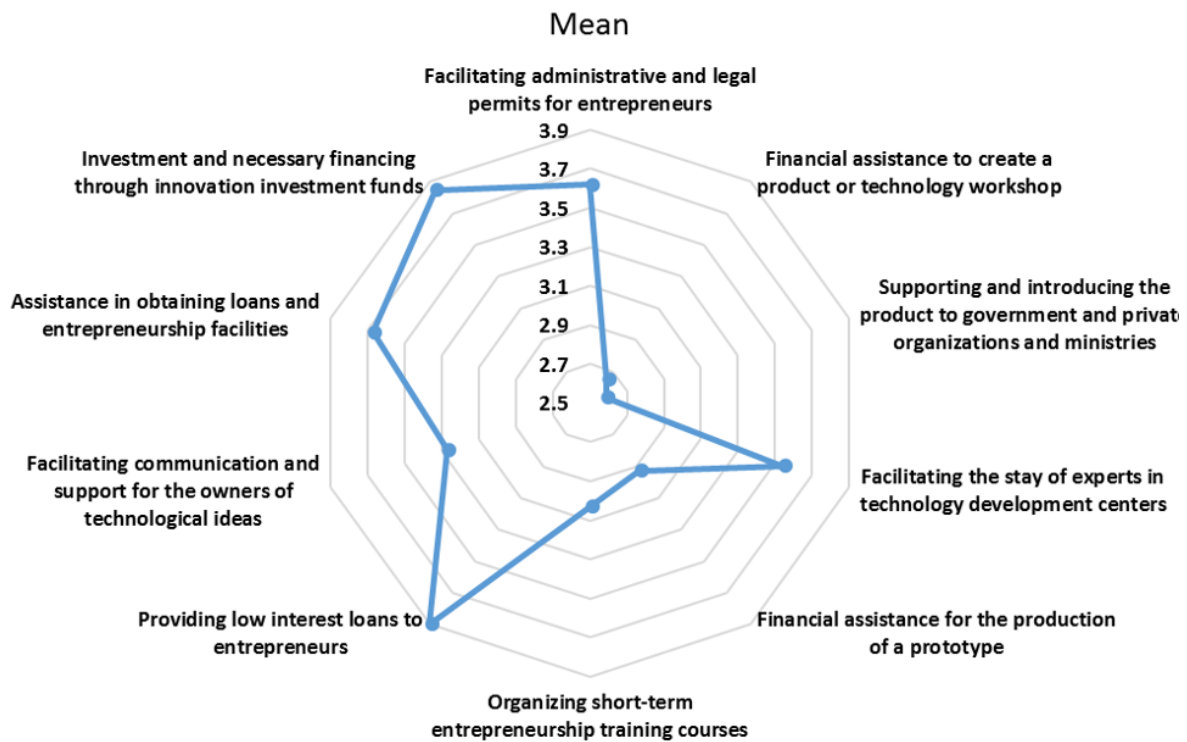 Mean
Facilitating administrative and legal
permits for entrepreneurs
3.9
3.7
3.5
3.3
3.1
2.9
2.7
2.5
Financial assistance to create a
product or technology workshop
Supporting and introducing the
product to government and private
organizations and ministries
Facilitating the stay of experts in
technology development centers
Financial assistance for the production
of a prototype
Organizing short-term
entrepreneurship training courses
Providing low interest loans to
entrepreneurs
Facilitating communication and
support for the owners of
technological ideas
Assistance in obtaining loans and
entrepreneurship facilities
Investment and necessary financing
through innovation investment funds